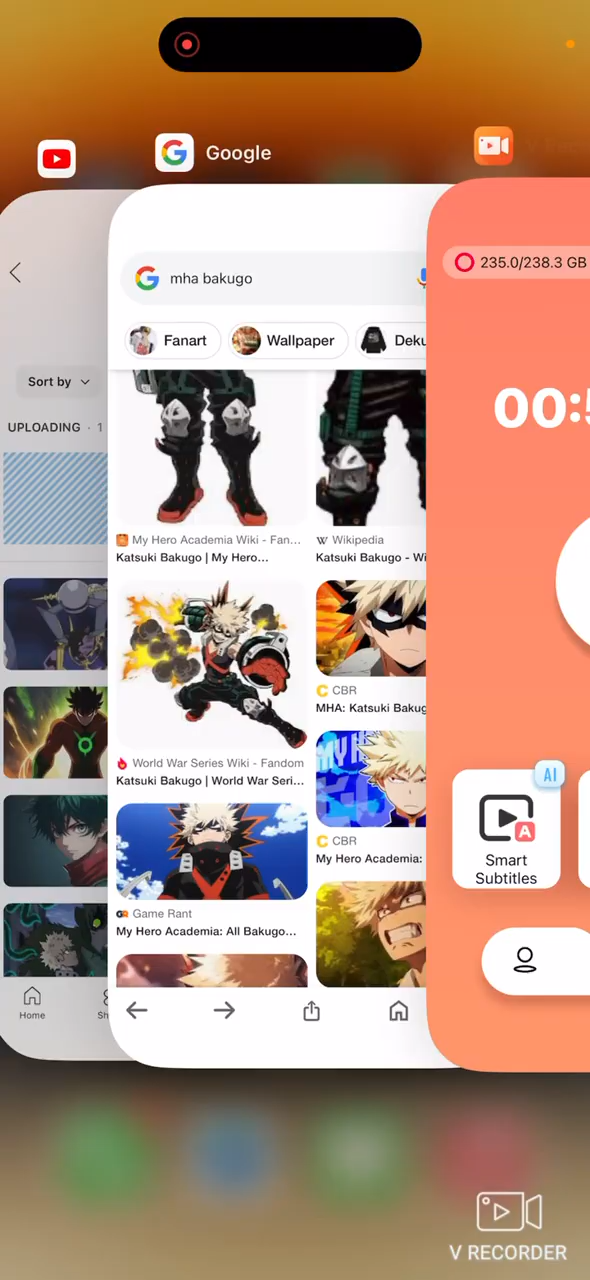 Google
235.0/238.3 GB
mha bakugo
Fanart
Wallpaper
Deku
Sort by
00:5
UPLOADING · 1
My Hero Academia Wiki - Fan...
Katsuki Bakugo | My Hero...
W Wikipedia
Katsuki Bakugo - Wi
CBR
MHA: Katsuki Bakug
World War Series Wiki - Fandom
Katsuki Bakugo | World War Seri...
AI
A
Smart
Subtitles
CBR
My Hero Academia:
GR Game Rant
My Hero Academia: All Bakugo...
Home
Sh
V RECORDER